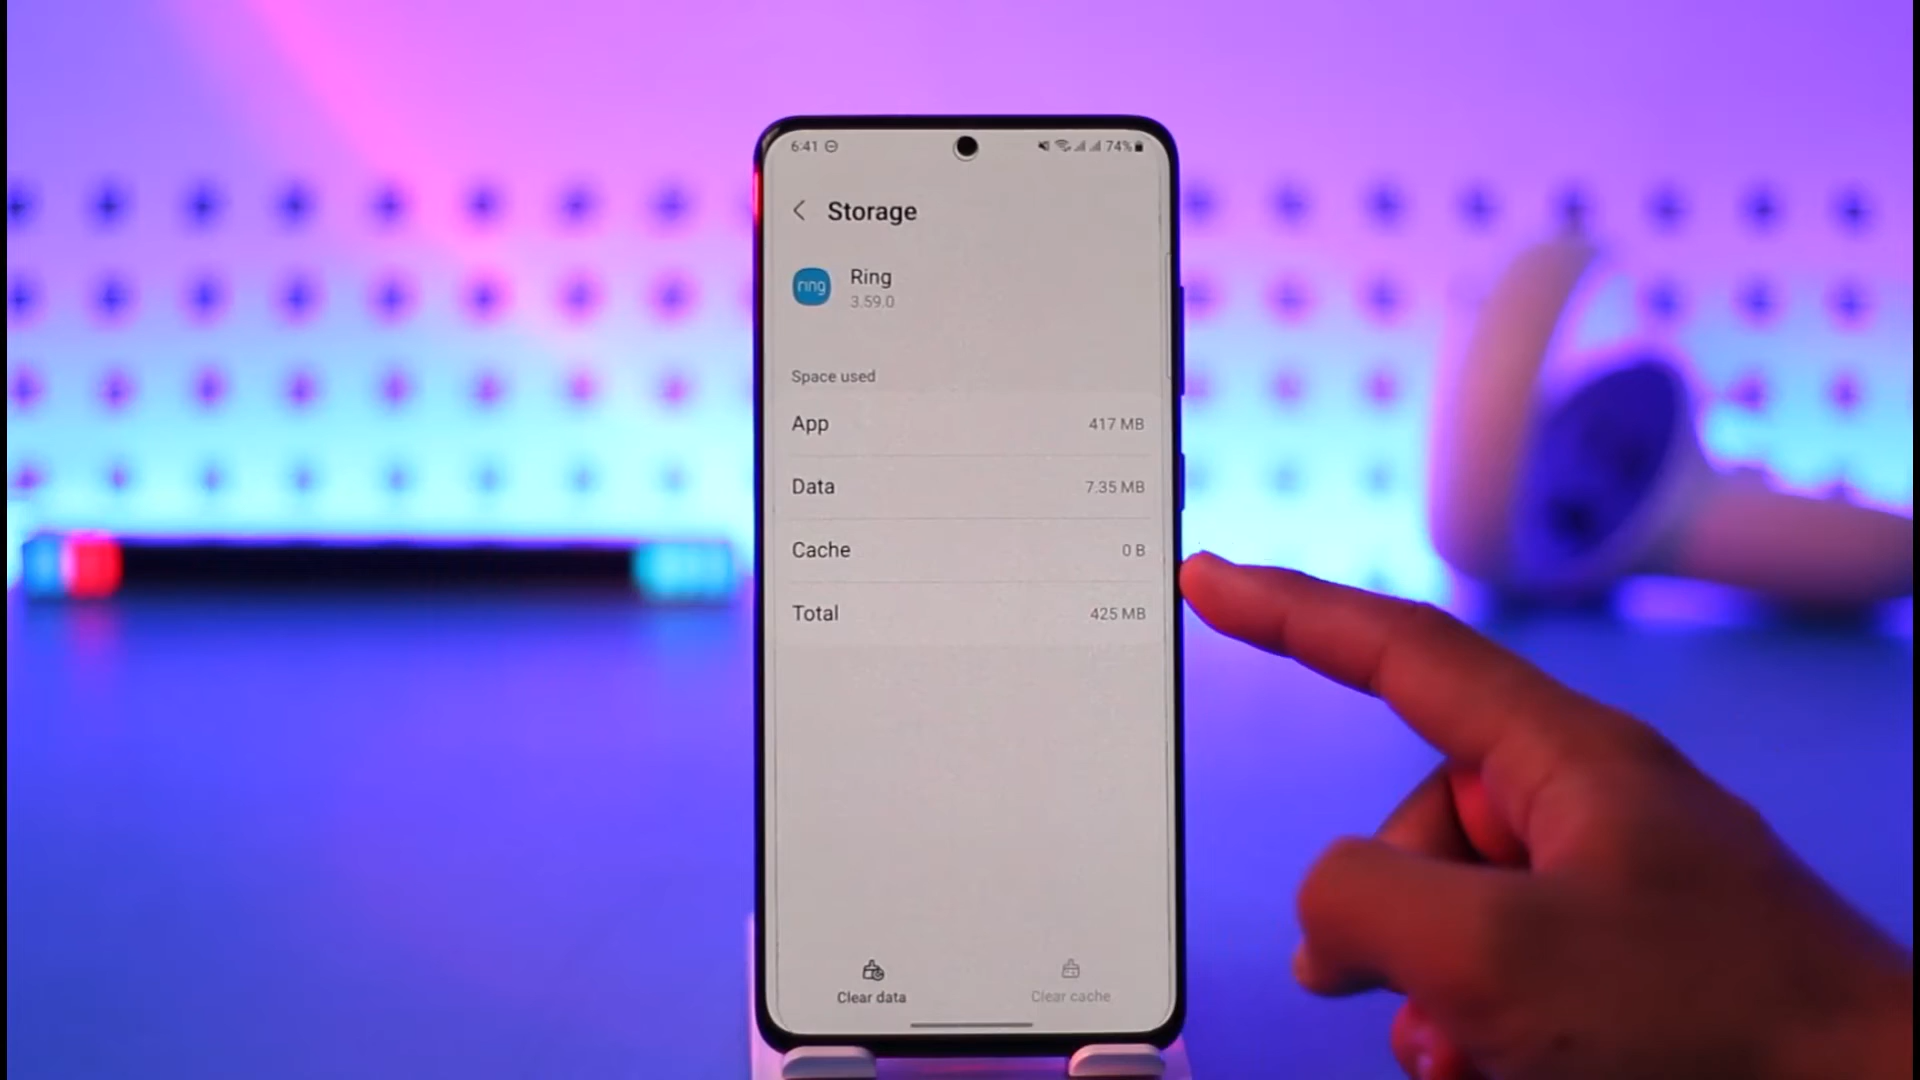 6:41 74%
Storage
ring
Ring
3.59.0
Space used
App 417 MB
Data 7.35 MB
Cache 0 B
Total 425 MB
Clear data Clear cache